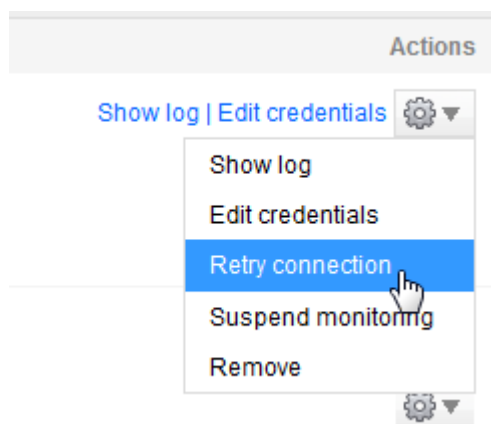 Actions
Show log | Edit credentials
Show log
Edit credentials
Retry connection
Suspend monitoring
Remove